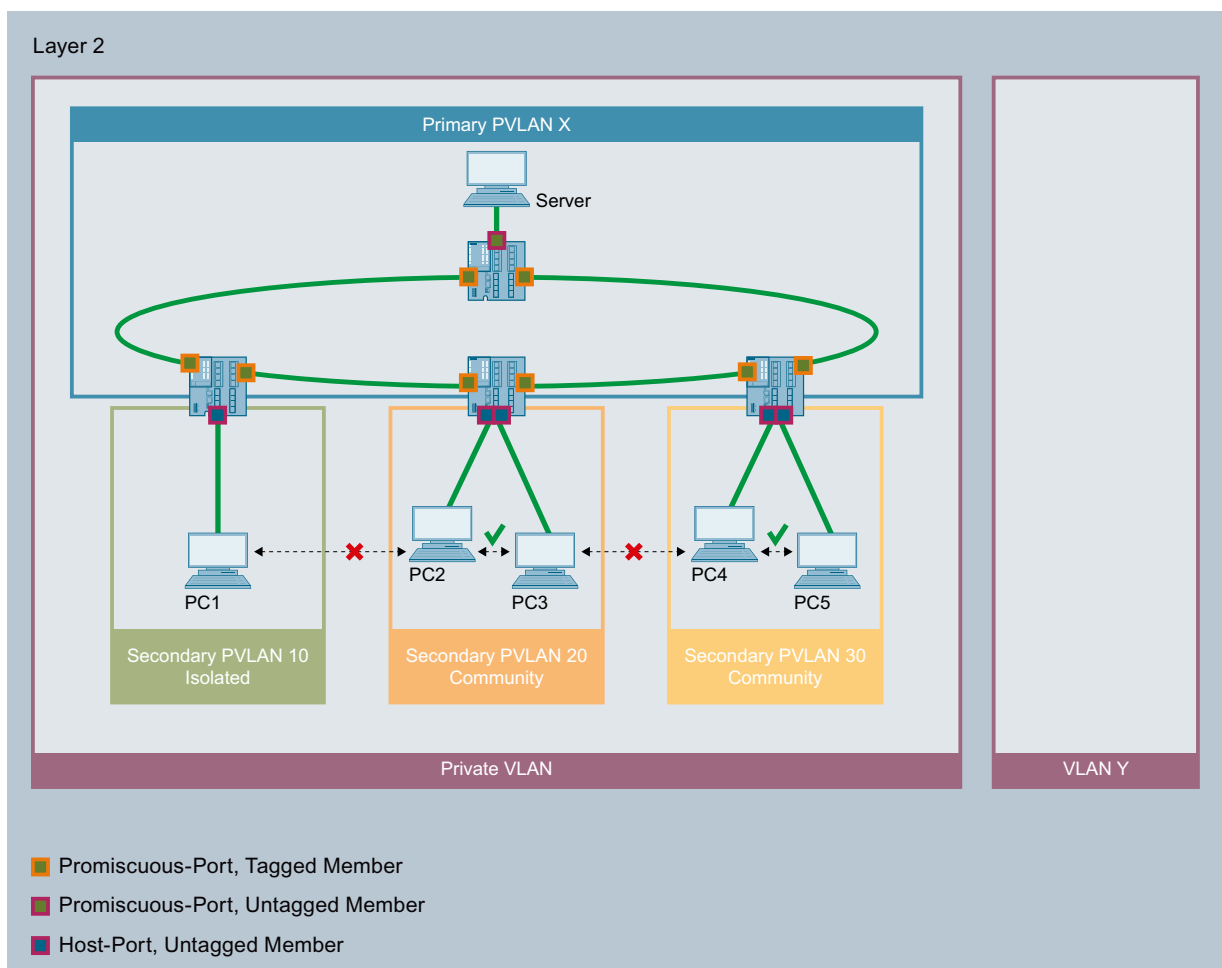 Layer 2
Primary PVLAN X
Server
PC1
PC2
PC3
PC4
PC5
Secondary PVLAN 10
Isolated
Secondary PVLAN 20
Community
Secondary PVLAN 30
Community
Private VLAN
VLAN Y
Promiscuous-Port, Tagged Member
Promiscuous-Port, Untagged Member
Host-Port, Untagged Member